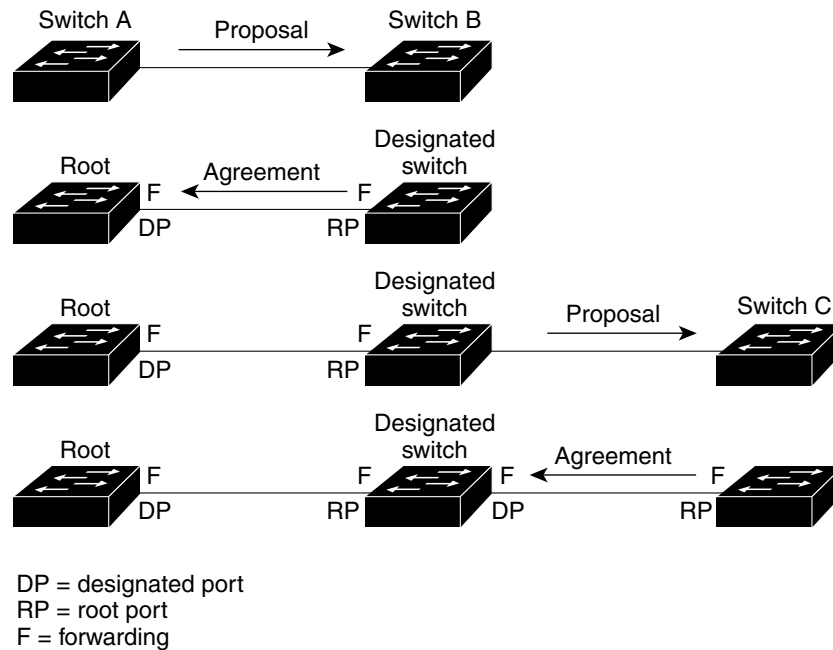 Switch A
Proposal
Switch B
Root
F
Agreement
F
Designated
switch
DP
RP
Root
F
F
Designated
switch
Proposal
Switch C
DP
RP
Root
F
F
Designated
switch
F
Agreement
F
DP
RP
DP
RP
DP = designated port
RP = root port
F = forwarding